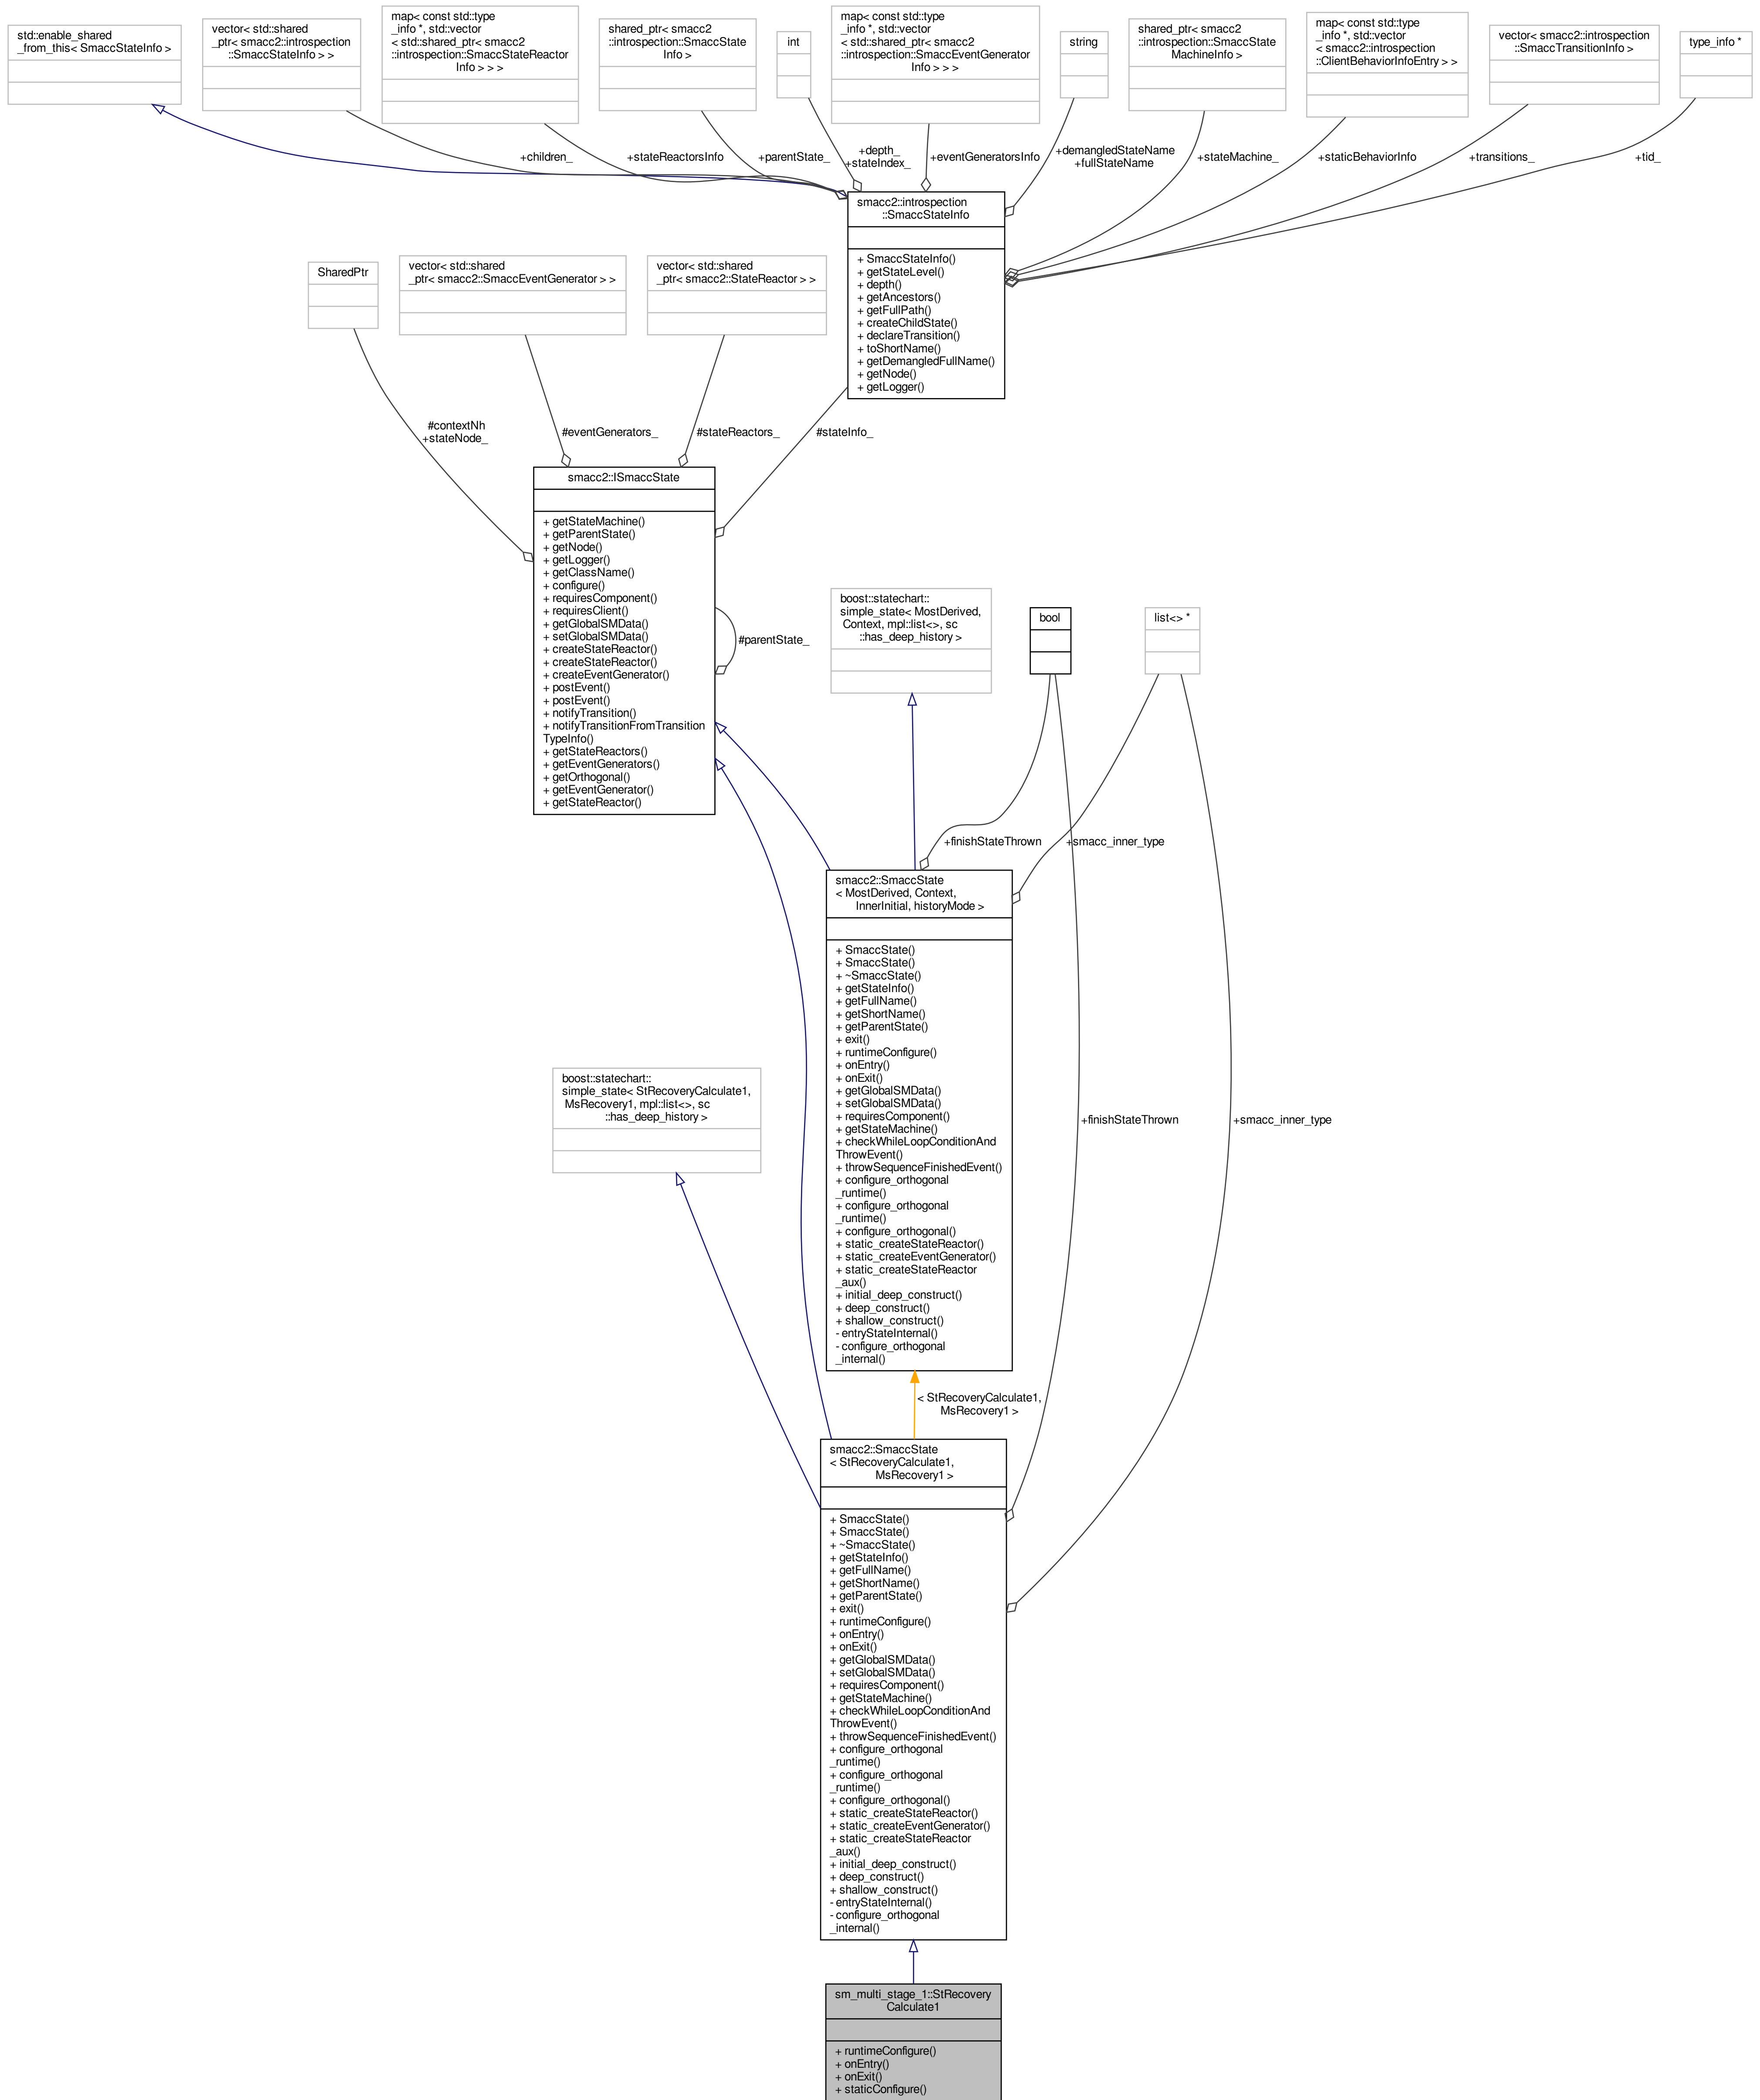 std::enable_shared
_from_this< SmaccStateInfo >
vector< std::shared
_ptr< smacc2::introspection
::SmaccStateInfo > >
map< const std::type
_info *, std::vector
< std::shared_ptr< smacc2
::introspection::SmaccStateReactor
Info > > >
shared_ptr< smacc2
::introspection::SmaccState
Info >
int
map< const std::type
_info *, std::vector
< std::shared_ptr< smacc2
::introspection::SmaccEventGenerator
Info > > >
string
shared_ptr< smacc2
::introspection::SmaccState
MachineInfo >
map< const std::type
_info *, std::vector
< smacc2::introspection
::ClientBehaviorInfoEntry > >
vector< smacc2::introspection
::SmaccTransitionInfo >
type_info *
+children_
+stateReactorsInfo
+parentState_
+depth_
+stateIndex_
+eventGeneratorsInfo
+demangledStateName
+fullStateName
+stateMachine_
+staticBehaviorInfo
+transitions_
+tid_
smacc2::introspection
::SmaccStateInfo
+ SmaccStateInfo()
+ getStateLevel()
+ depth()
+ getAncestors()
+ getFullPath()
+ createChildState()
+ declareTransition()
+ toShortName()
+ getDemangledFullName()
+ getNode()
+ getLogger()
SharedPtr
vector< std::shared
_ptr< smacc2::SmaccEventGenerator > >
vector< std::shared
_ptr< smacc2::StateReactor > >
#contextNh
+stateNode_
#eventGenerators_
#stateReactors_
#stateInfo_
smacc2::ISmaccState
+ getStateMachine()
+ getParentState()
+ getNode()
+ getLogger()
+ getClassName()
+ configure()
+ requiresComponent()
+ requiresClient()
+ getGlobalSMData()
+ setGlobalSMData()
+ createStateReactor()
+ createStateReactor()
+ createEventGenerator()
+ postEvent()
+ postEvent()
+ notifyTransition()
+ notifyTransitionFromTransition
TypeInfo()
+ getStateReactors()
+ getEventGenerators()
+ getOrthogonal()
+ getEventGenerator()
+ getStateReactor()
#parentState_
boost::statechart::
simple_state< MostDerived,
Context, mpl::list<>, sc
::has_deep_history >
bool
list<> *
+finishStateThrown
+smacc_inner_type
smacc2::SmaccState
< MostDerived, Context,
InnerInitial, historyMode >
+ SmaccState()
+ SmaccState()
+ ~SmaccState()
+ getStateInfo()
+ getFullName()
+ getShortName()
+ getParentState()
+ exit()
+ runtimeConfigure()
+ onEntry()
+ onExit()
+ getGlobalSMData()
+ setGlobalSMData()
+ requiresComponent()
+ getStateMachine()
+ checkWhileLoopConditionAnd
ThrowEvent()
+ throwSequenceFinishedEvent()
+ configure_orthogonal
_runtime()
+ configure_orthogonal
_runtime()
+ configure_orthogonal()
+ static_createStateReactor()
+ static_createEventGenerator()
+ static_createStateReactor
_aux()
+ initial_deep_construct()
+ deep_construct()
+ shallow_construct()
- entryStateInternal()
- configure_orthogonal
_internal()
boost::statechart::
simple_state< StRecoveryCalculate1,
MsRecovery1, mpl::list<>, sc
::has_deep_history >
+finishStateThrown
+smacc_inner_type
< StRecoveryCalculate1,
MsRecovery1 >
smacc2::SmaccState
< StRecoveryCalculate1,
MsRecovery1 >
+ SmaccState()
+ SmaccState()
+ ~SmaccState()
+ getStateInfo()
+ getFullName()
+ getShortName()
+ getParentState()
+ exit()
+ runtimeConfigure()
+ onEntry()
+ onExit()
+ getGlobalSMData()
+ setGlobalSMData()
+ requiresComponent()
+ getStateMachine()
+ checkWhileLoopConditionAnd
ThrowEvent()
+ throwSequenceFinishedEvent()
+ configure_orthogonal
_runtime()
+ configure_orthogonal
_runtime()
+ configure_orthogonal()
+ static_createStateReactor()
+ static_createEventGenerator()
+ static_createStateReactor
_aux()
+ initial_deep_construct()
+ deep_construct()
+ shallow_construct()
- entryStateInternal()
- configure_orthogonal
_internal()
sm_multi_stage_1::StRecovery
Calculate1
+ runtimeConfigure()
+ onEntry()
+ onExit()
+ staticConfigure()